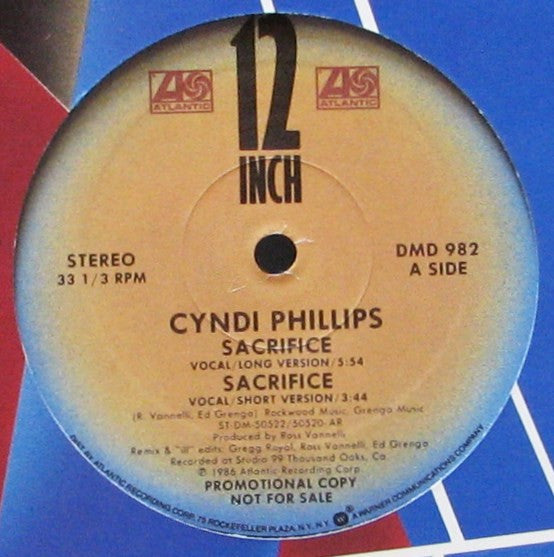 12
INCH
ATLANTIC
ATLANTIC
STEREO
33 1/3 RPM
DMD 982
A SIDE
CYNDI PHILLIPS
SACRIFICE
VOCAL/LONG VERSION/5:54
SACRIFICE
VOCAL/SHORT VERSION/3:44
(R. Vannelli, Ed Grenga) Rockwood Music, Grenga Music
ST-DM-50522/50520-AR
Produced by Ross Vannelli
Remix & "ill" edits: Gregg Royal, Ross Vannelli, Ed Grenga
Recorded at Studio 99 Thousand Oaks, Ca.
℗ 1986 Atlantic Recording Corp.
PROMOTIONAL COPY
NOT FOR SALE
ATLANTIC RECORDING CORP. 75 ROCKEFELLER PLAZA, N.Y., N.Y. ® A WARNER COMMUNICATIONS COMPANY